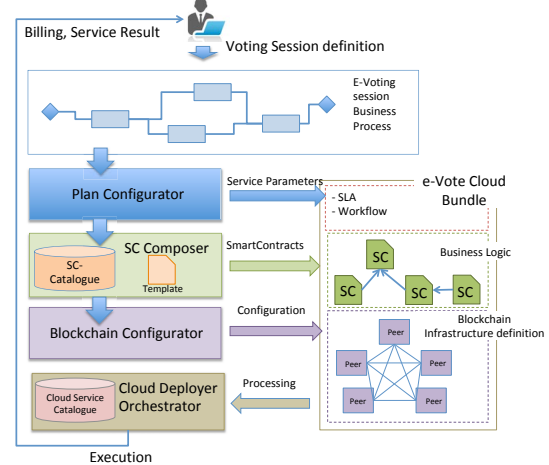 Billing, Service Result
Voting Session definition
E-Voting
session
Business
Process
Plan Configurator
Service Parameters
- SLA
- Workflow
e-Vote Cloud
Bundle
SC Composer
SC-
Catalogue
Template
SmartContracts
Business Logic
SC
SC
SC
SC
Blockchain Configurator
Configuration
Blockchain
Infrastructure definition
Peer
Peer
Peer
Peer
Peer
Cloud Service
Catalogue
Cloud Deployer
Orchestrator
Processing
Execution